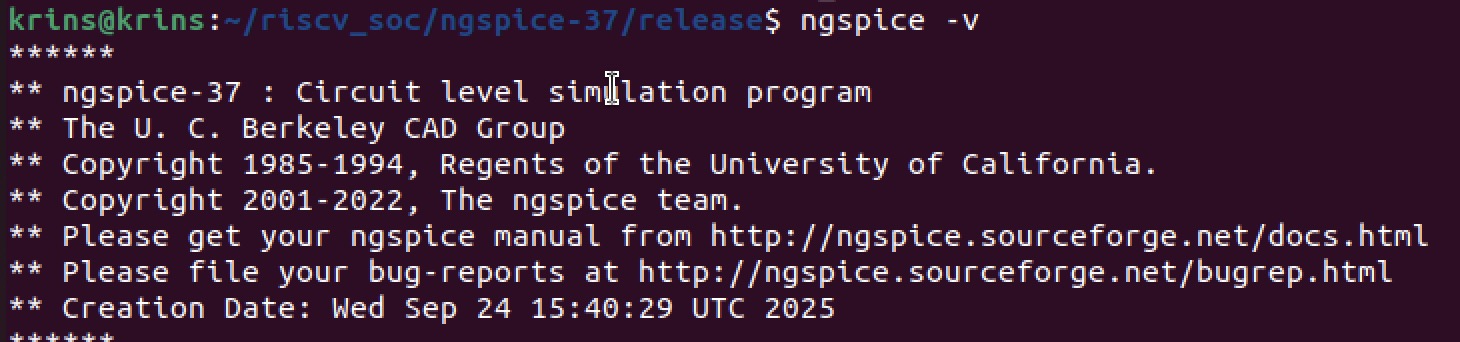 krins@krins:~/riscv_soc/ngspice-37/release$ ngspice -v
******
** ngspice-37 : Circuit level simulation program
** The U. C. Berkeley CAD Group
** Copyright 1985-1994, Regents of the University of California.
** Copyright 2001-2022, The ngspice team.
** Please get your ngspice manual from http://ngspice.sourceforge.net/docs.html
** Please file your bug-reports at http://ngspice.sourceforge.net/bugrep.html
** Creation Date: Wed Sep 24 15:40:29 UTC 2025
******